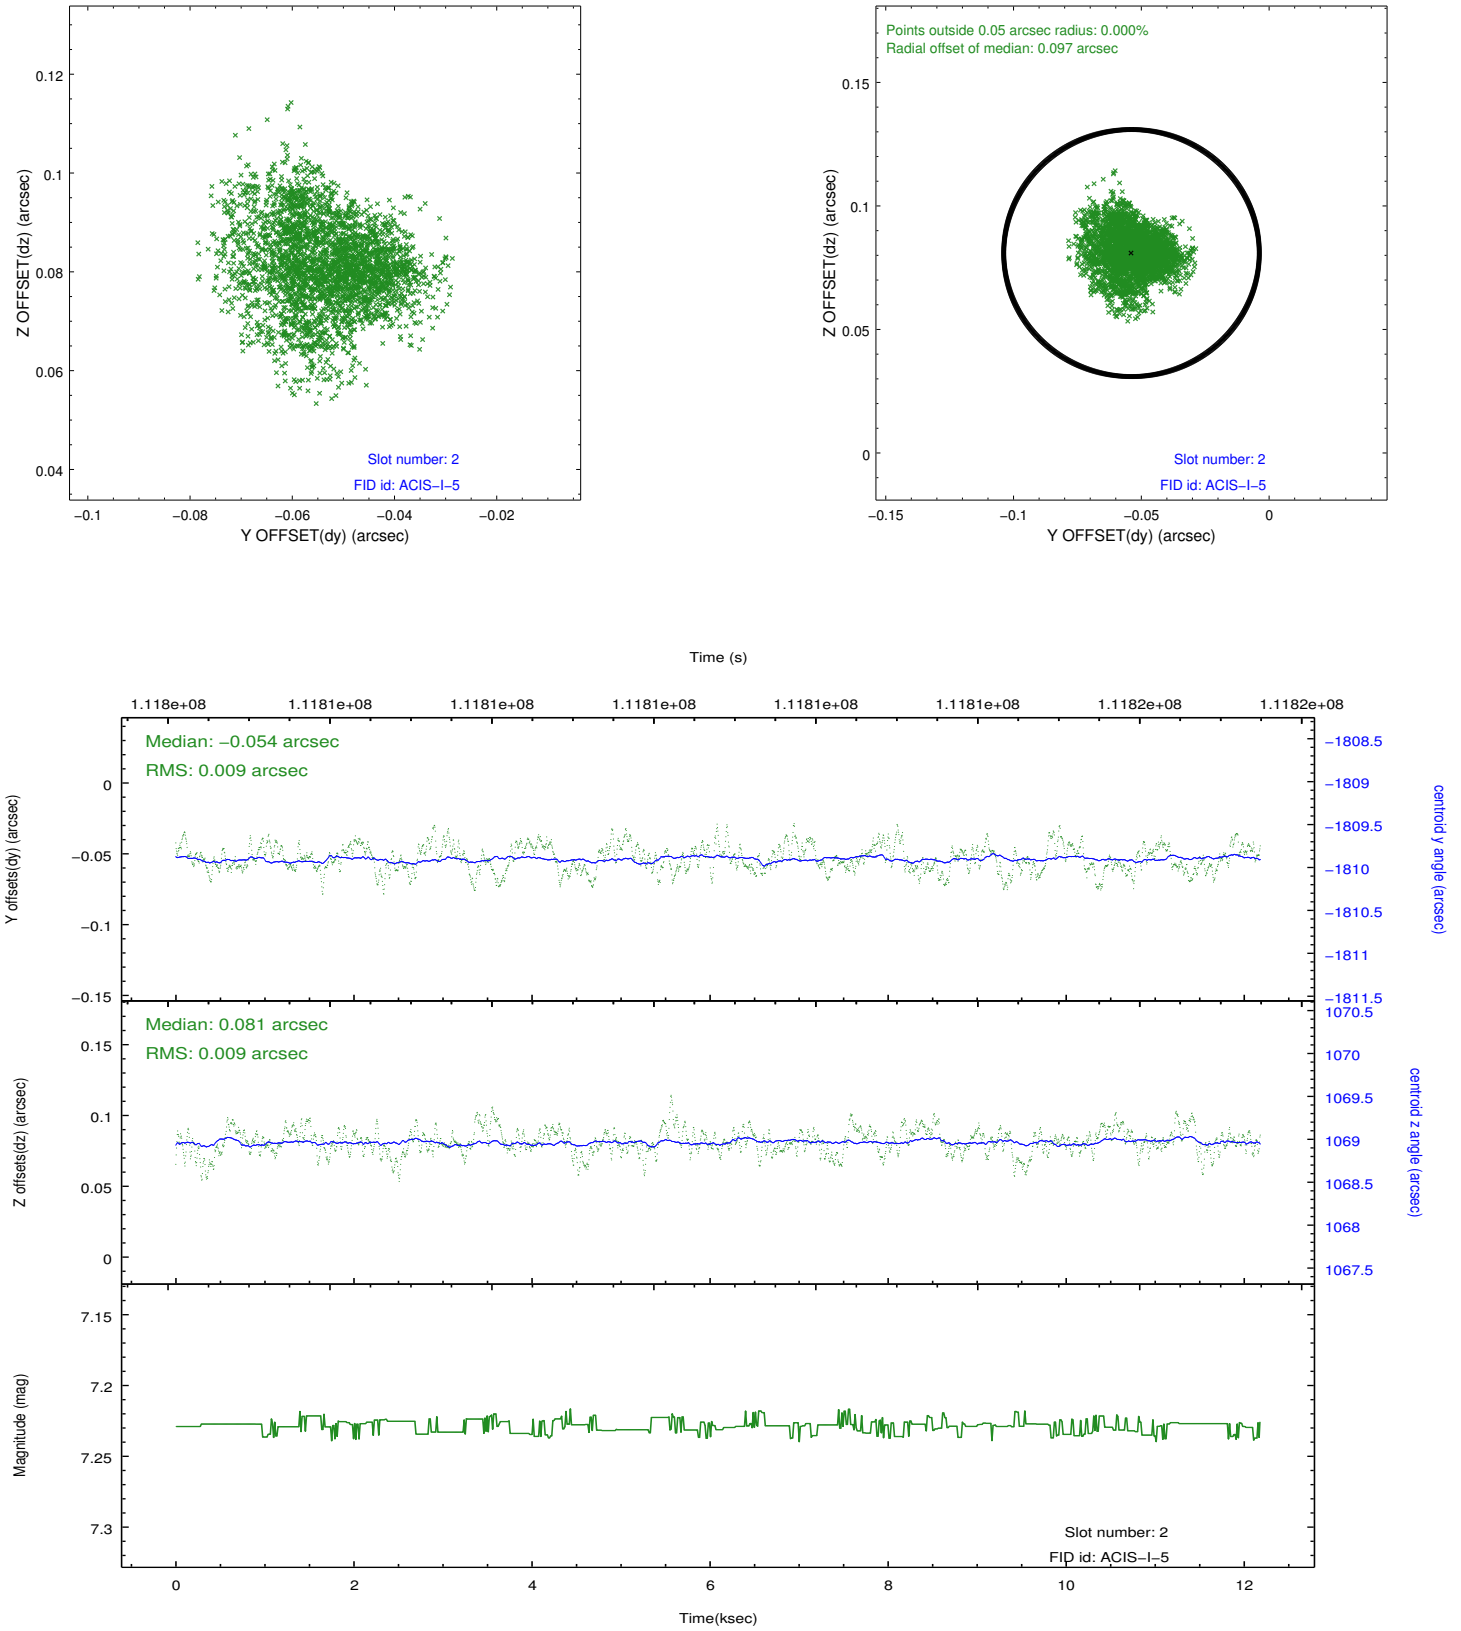 0.12
0.1
0.08
0.06
0.04
Z OFFSET(dz) (arcsec)
−0.1
−0.08
−0.06
−0.04
−0.02
Y OFFSET(dy) (arcsec)
Slot number: 2
FID id: ACIS−I−5
Points outside 0.05 arcsec radius: 0.000%
Radial offset of median: 0.097 arcsec
0.15
0.1
0.05
0
Z OFFSET(dz) (arcsec)
−0.15
−0.1
−0.05
0
Y OFFSET(dy) (arcsec)
Slot number: 2
FID id: ACIS−I−5
Time (s)
1.118e+08
1.1181e+08
1.1181e+08
1.1181e+08
1.1181e+08
1.1181e+08
1.1182e+08
1.1182e+08
Median: −0.054 arcsec
RMS: 0.009 arcsec
0
−0.05
−0.1
−0.15
Y offsets(dy) (arcsec)
−1808.5
−1809
−1809.5
−1810
−1810.5
−1811
−1811.5
centroid y angle (arcsec)
Median: 0.081 arcsec
RMS: 0.009 arcsec
0.15
0.1
0.05
0
Z offsets(dz) (arcsec)
1070.5
1070
1069.5
1069
1068.5
1068
1067.5
centroid z angle (arcsec)
7.15
7.2
7.25
7.3
Magnitude (mag)
Slot number: 2
FID id: ACIS−I−5
0
2
4
6
8
10
12
Time(ksec)